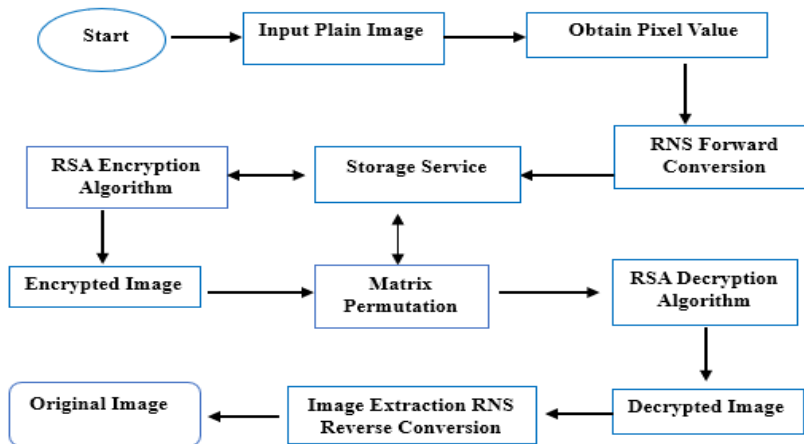 Start
Input Plain Image
Obtain Pixel Value
RNS Forward
Conversion
Storage Service
RSA Encryption
Algorithm
Encrypted Image
Matrix
Permutation
RSA Decryption
Algorithm
Decrypted Image
Image Extraction RNS
Reverse Conversion
Original Image